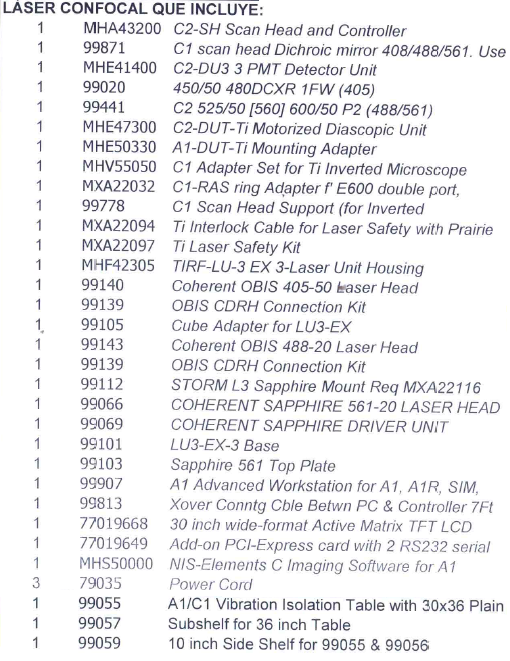 LÁSER CONFOCAL QUE INCLUYE:
1 MHA43200 C2-SH Scan Head and Controller
1 99871 C1 scan head Dichroic mirror 408/488/561. Use
1 MHE41400 C2-DU3 3 PMT Detector Unit
1 99020 450/50 480DCXR 1FW (405)
1 99441 C2 525/50 [560] 600/50 P2 (488/561)
1 MHE47300 C2-DUT-Ti Motorized Diascopic Unit
1 MHE50330 A1-DUT-Ti Mounting Adapter
1 MHV55050 C1 Adapter Set for Ti Inverted Microscope
1 MXA22032 C1-RAS ring Adapter f' E600 double port,
1 99778 C1 Scan Head Support (for Inverted
1 MXA22094 Ti Interlock Cable for Laser Safety with Prairie
1 MXA22097 Ti Laser Safety Kit
1 MHF42305 TIRF-LU-3 EX 3-Laser Unit Housing
1 99140 Coherent OBIS 405-50 Laser Head
1 99139 OBIS CDRH Connection Kit
1 99105 Cube Adapter for LU3-EX
1 99143 Coherent OBIS 488-20 Laser Head
1 99139 OBIS CDRH Connection Kit
1 99112 STORM L3 Sapphire Mount Req MXA22116
1 99066 COHERENT SAPPHIRE 561-20 LASER HEAD
1 99069 COHERENT SAPPHIRE DRIVER UNIT
1 99101 LU3-EX-3 Base
1 99103 Sapphire 561 Top Plate
1 99907 A1 Advanced Workstation for A1, A1R, SIM,
1 99813 Xover Conntg Cble Betwn PC & Controller 7Ft
1 77019668 30 inch wide-format Active Matrix TFT LCD
1 77019649 Add-on PCI-Express card with 2 RS232 serial
1 MHS50000 NIS-Elements C Imaging Software for A1
3 79035 Power Cord
1 99055 A1/C1 Vibration Isolation Table with 30x36 Plain
1 99057 Subshelf for 36 inch Table
1 99059 10 inch Side Shelf for 99055 & 99056